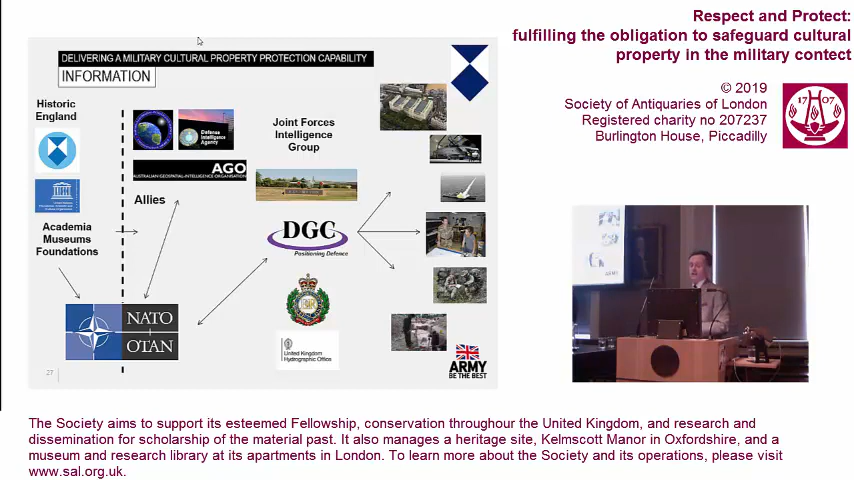 Respect and Protect:
fulfilling the obligation to safeguard cultural
property in the military contect
© 2019
Society of Antiquaries of London
Registered charity no 207237
Burlington House, Piccadilly
17 07
DELIVERING A MILITARY CULTURAL PROPERTY PROTECTION CAPABILITY
INFORMATION
Historic
England
Academia
Museums
Foundations
Defense
Intelligence
Agency
AGO
AUSTRALIAN GEOSPATIAL-INTELLIGENCE ORGANISATION
Allies
NATO
OTAN
Joint Forces
Intelligence
Group
DGC
Positioning Defence
United Kingdom
Hydrographic Office
ARMY
BE THE BEST
27
The Society aims to support its esteemed Fellowship, conservation throughour the United Kingdom, and research and
dissemination for scholarship of the material past. It also manages a heritage site, Kelmscott Manor in Oxfordshire, and a
museum and research library at its apartments in London. To learn more about the Society and its operations, please visit
www.sal.org.uk.